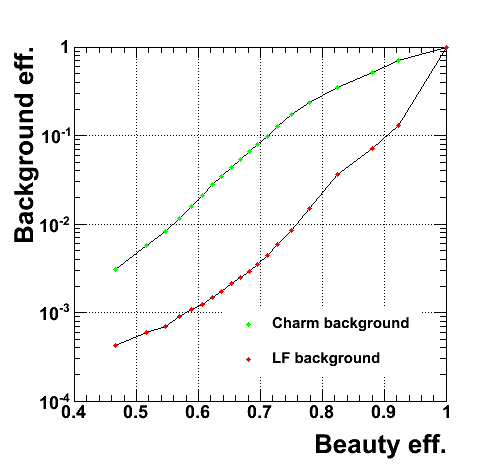 Background eff.
1
10-1
10-2
10-3
10-4
Charm background
LF background
0.4 0.5 0.6 0.7 0.8 0.9 1
Beauty eff.